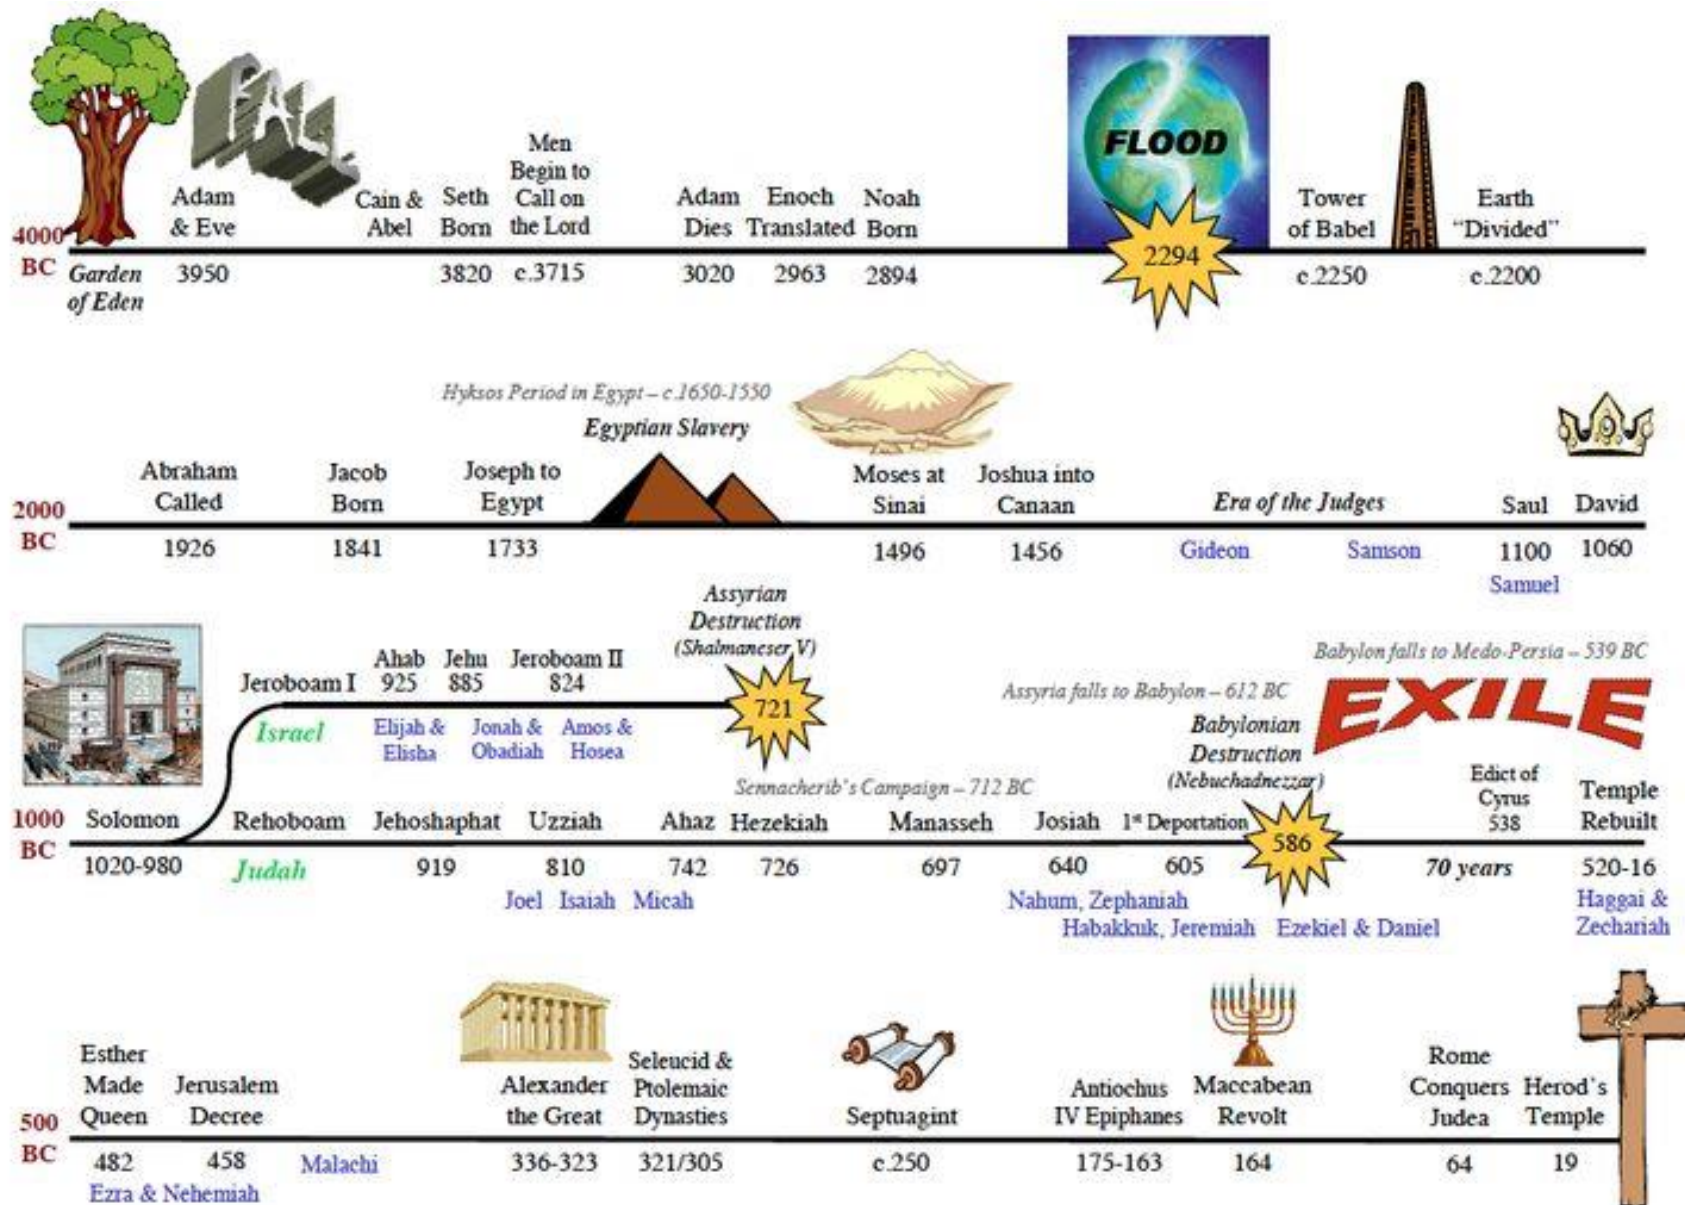 FALL
FLOOD
Men
Begin to
Call on
the Lord
Adam
& Eve
Cain &
Abel
Seth
Born
Adam
Dies
Enoch
Translated
Noah
Born
Tower
of Babel
Earth
“Divided”
4000
BC
Garden
of Eden
3950
3820
c.3715
3020
2963
2894
2294
c.2250
c.2200
Hyksos Period in Egypt – c.1650-1550
Egyptian Slavery
Abraham
Called
Jacob
Born
Joseph to
Egypt
Moses at
Sinai
Joshua into
Canaan
Era of the Judges
Saul
David
2000
BC
1926
1841
1733
1496
1456
Gideon
Samson
1100
1060
Samuel
Assyrian
Destruction
(Shalmaneser V)
Jeroboam I
Ahab
925
Jehu
885
Jeroboam II
824
721
Israel
Elijah &
Elisha
Jonah &
Obadiah
Amos &
Hosea
Babylon falls to Medo-Persia – 539 BC
Assyria falls to Babylon – 612 BC
EXILE
Babylonian
Destruction
(Nebuchadnezzar)
Sennacherib’s Campaign – 712 BC
Edict of
Cyrus
538
Temple
Rebuilt
1000
BC
Solomon
Rehoboam
Jehoshaphat
Uzziah
Ahaz
Hezekiah
Manasseh
Josiah
1st Deportation
586
1020-980
Judah
919
810
742
726
697
640
605
70 years
520-16
Joel Isaiah Micah
Nahum, Zephaniah
Habakkuk, Jeremiah
Ezekiel & Daniel
Haggai &
Zechariah
Esther
Made
Queen
Jerusalem
Decree
Alexander
the Great
Seleucid &
Ptolemaic
Dynasties
Septuagint
Antiochus
IV Epiphanes
Maccabean
Revolt
Rome
Conquers
Judea
Herod’s
Temple
500
BC
482
458
Malachi
336-323
321/305
c.250
175-163
164
64
19
Ezra & Nehemiah